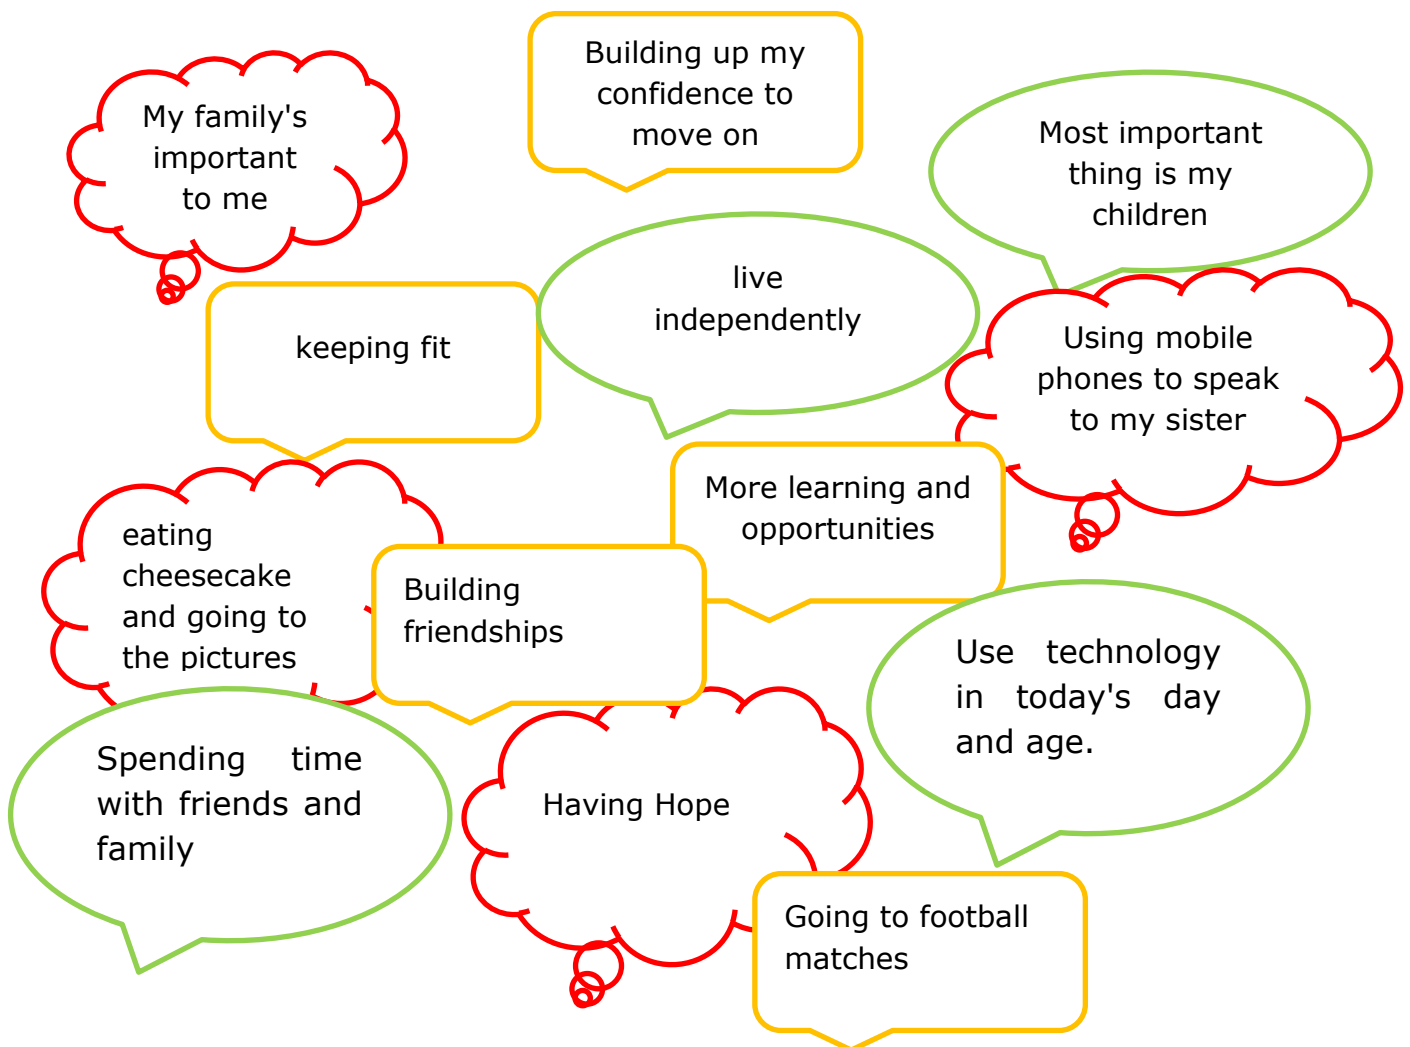 Building up my
confidence to
move on
My family's
important
to me
Most important
thing is my
children
live
independently
keeping fit
Using mobile
phones to speak
to my sister
More learning and
opportunities
eating
cheesecake
and going to
the pictures
Building
friendships
Use technology
in today's day
and age.
Spending time
with friends and
family
Having Hope
Going to football
matches